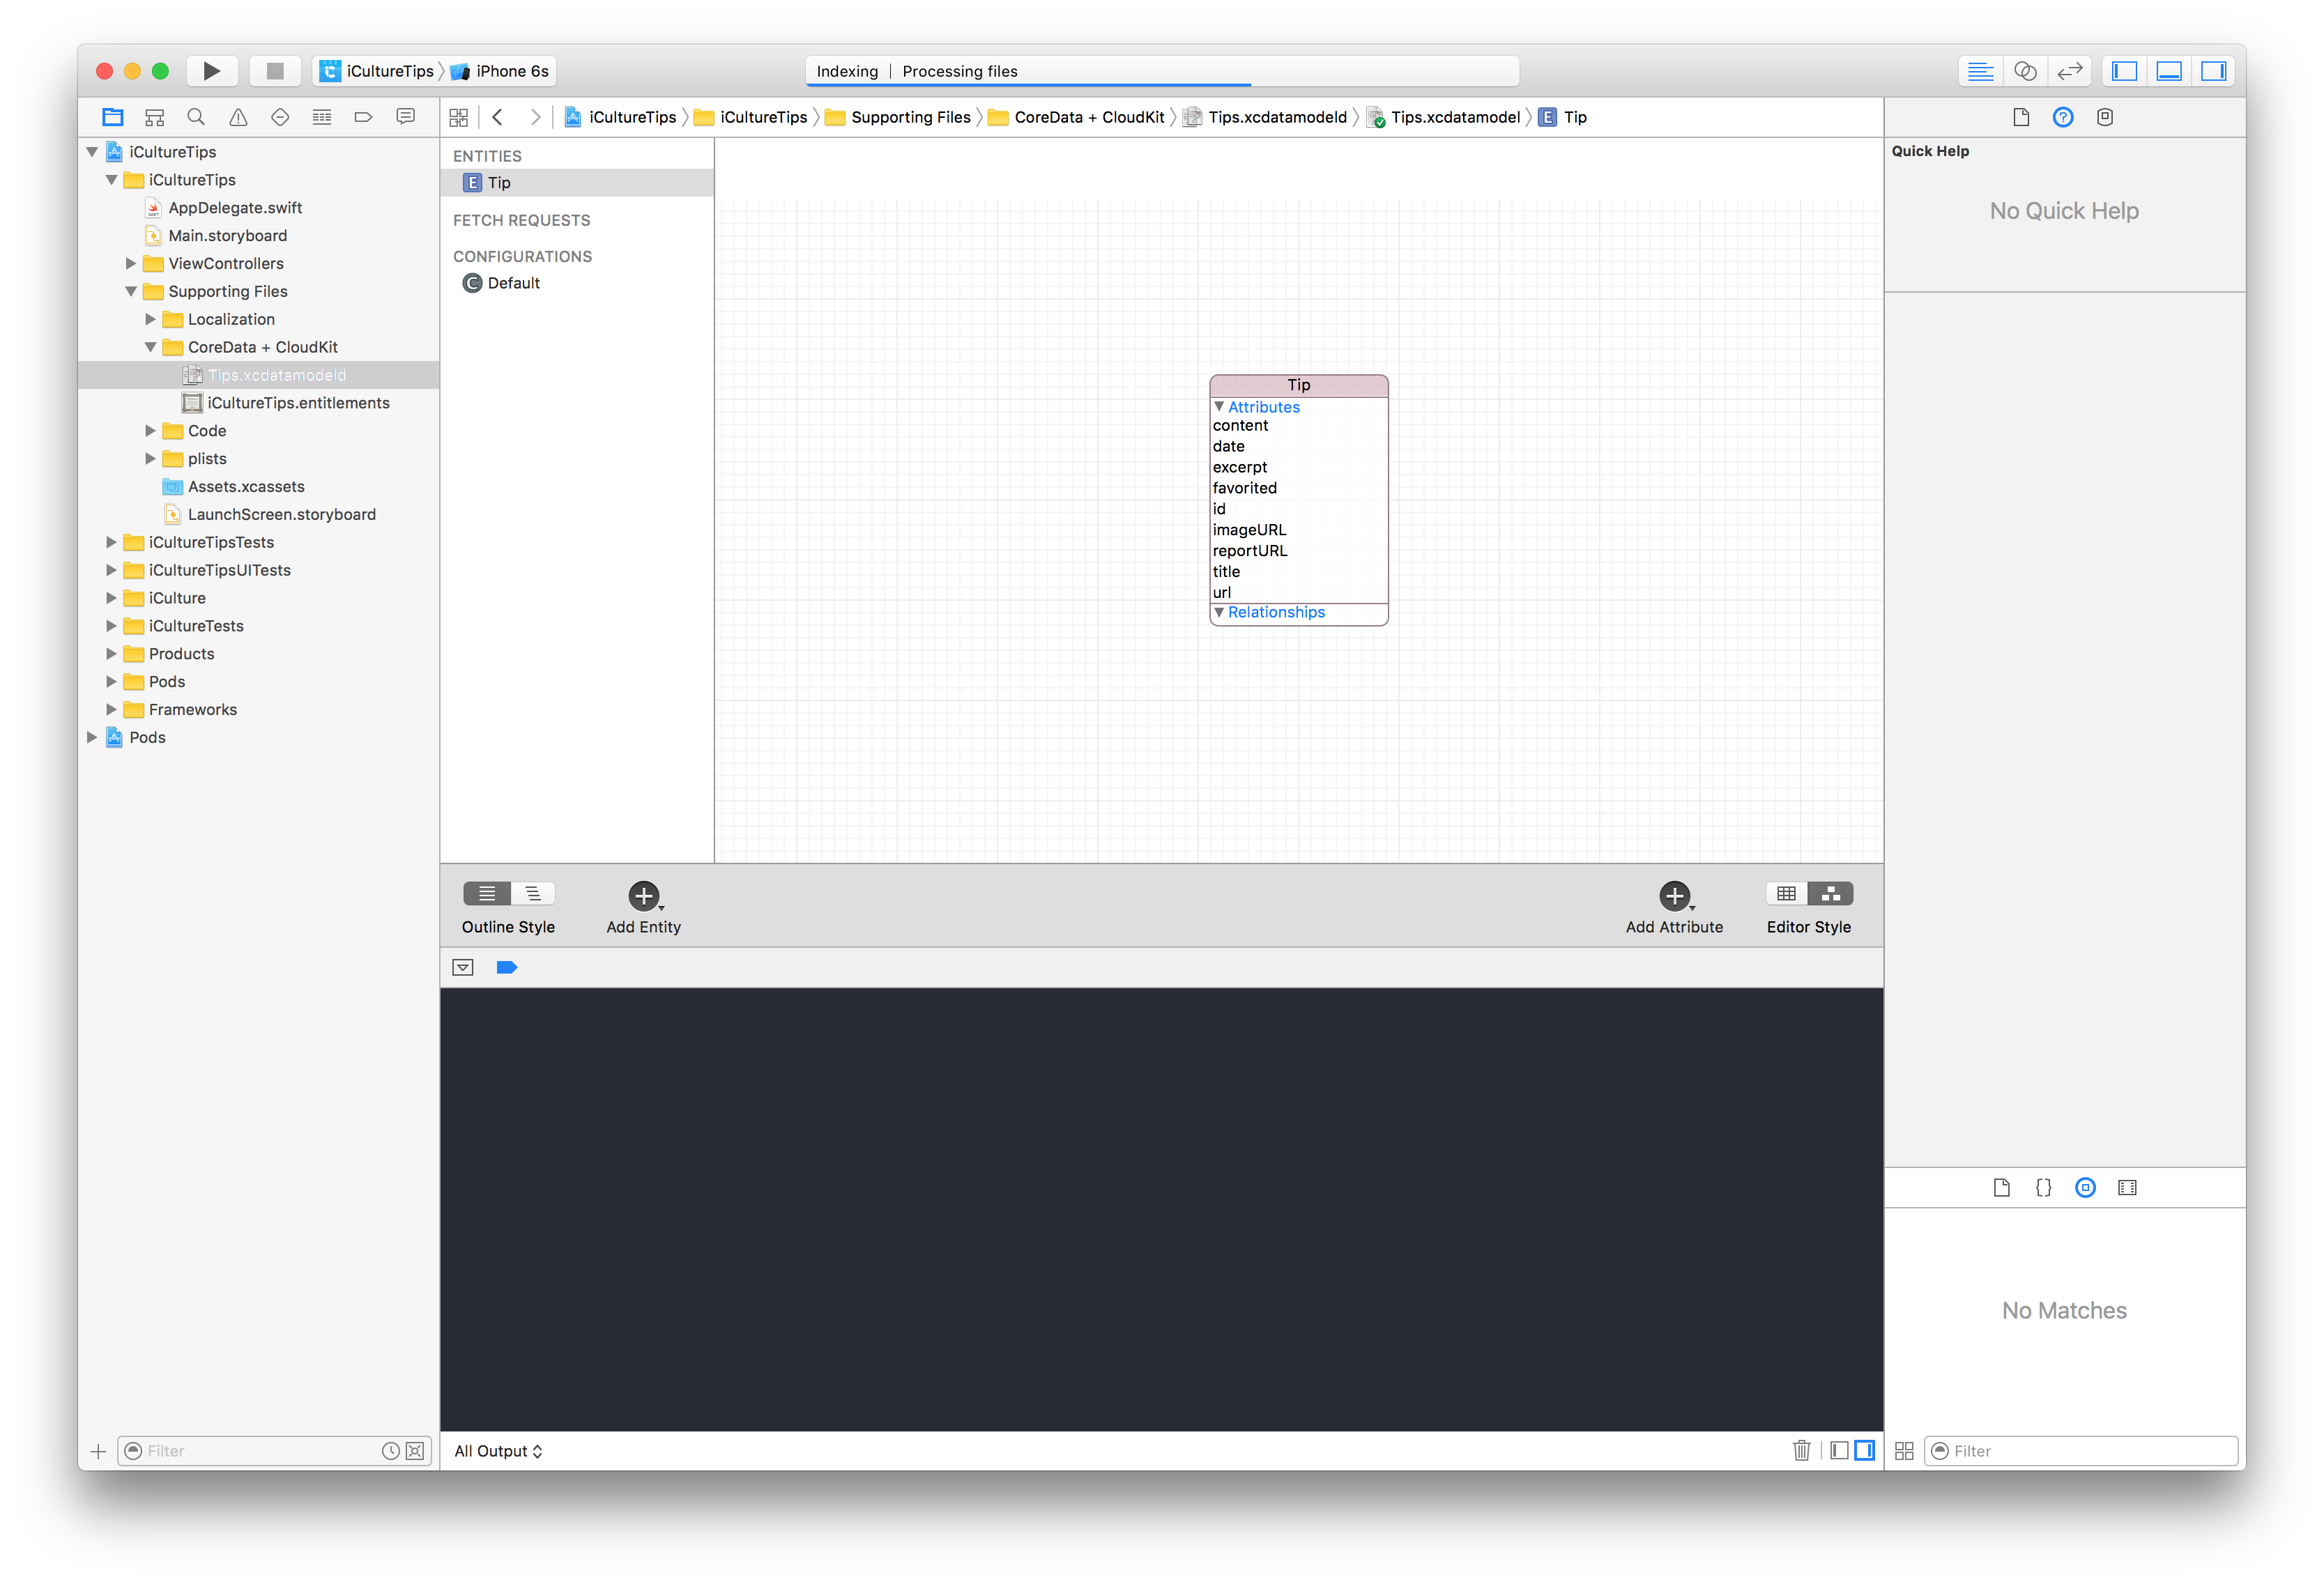 iCultureTips iPhone 6s
Indexing | Processing files
iCultureTips iCultureTips Supporting Files CoreData + CloudKit Tips.xcdatamodeld Tips.xcdatamodel E Tip
iCultureTips
iCultureTips
AppDelegate.swift
Main.storyboard
ViewControllers
Supporting Files
Localization
CoreData + CloudKit
Tips.xcdatamodeld
iCultureTips.entitlements
Code
plists
Assets.xcassets
LaunchScreen.storyboard
iCultureTipsTests
iCultureTipsUITests
iCulture
iCultureTests
Products
Pods
Frameworks
Pods
Filter
ENTITIES
E Tip
FETCH REQUESTS
CONFIGURATIONS
C Default
Tip
Attributes
content
date
excerpt
favorited
id
imageURL
reportURL
title
url
Relationships
Outline Style
Add Entity
Add Attribute
Editor Style
All Output
Quick Help
No Quick Help
{}
No Matches
Filter